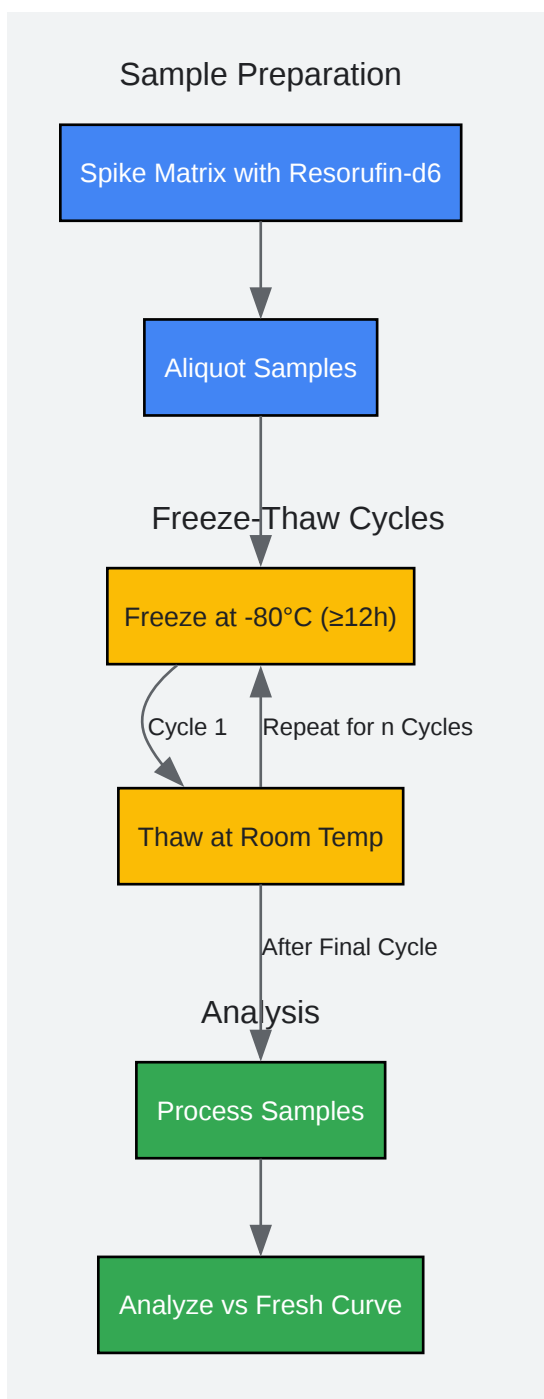 Sample Preparation
Spike Matrix with Resorufin-d6
Aliquot Samples
Freeze-Thaw Cycles
Freeze at -80°C (≥12h)
Cycle 1
Repeat for n Cycles
Thaw at Room Temp
After Final Cycle
Analysis
Process Samples
Analyze vs Fresh Curve